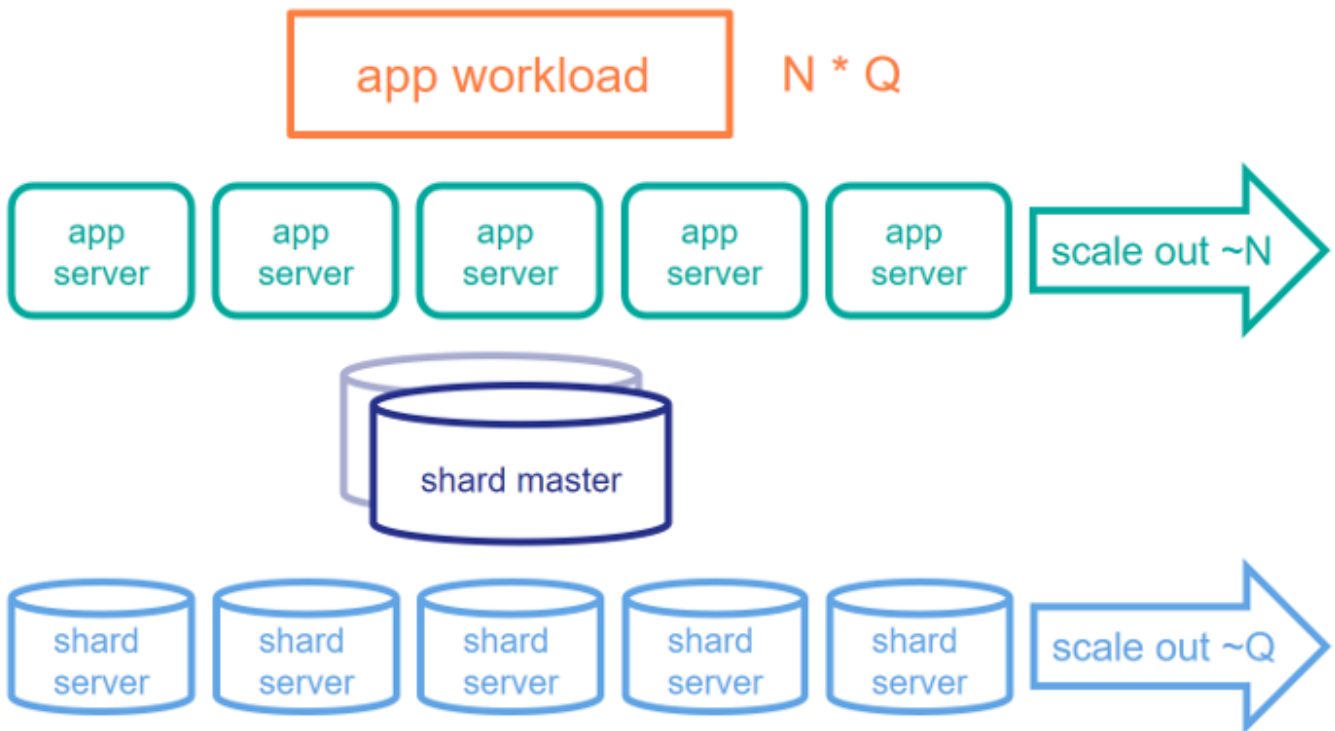 app workload
N * Q
app
server
app
server
app
server
app
server
app
server
scale out ~N
shard master
shard
server
shard
server
shard
server
shard
server
shard
server
scale out ~Q